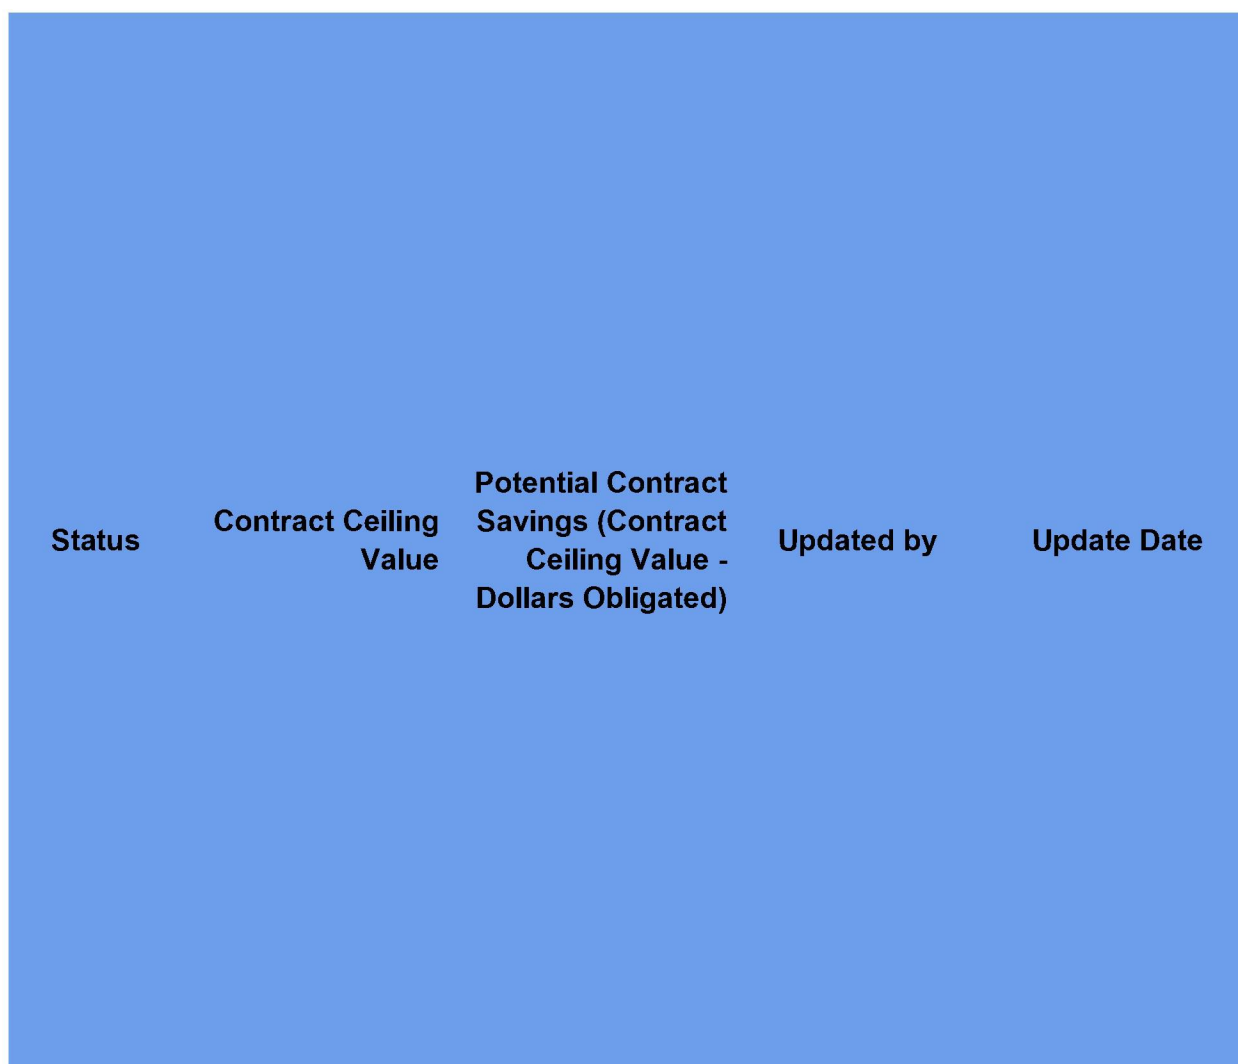 Status
Contract Ceiling
Value
Potential Contract
Savings (Contract
Ceiling Value -
Dollars Obligated)
Updated by
Update Date